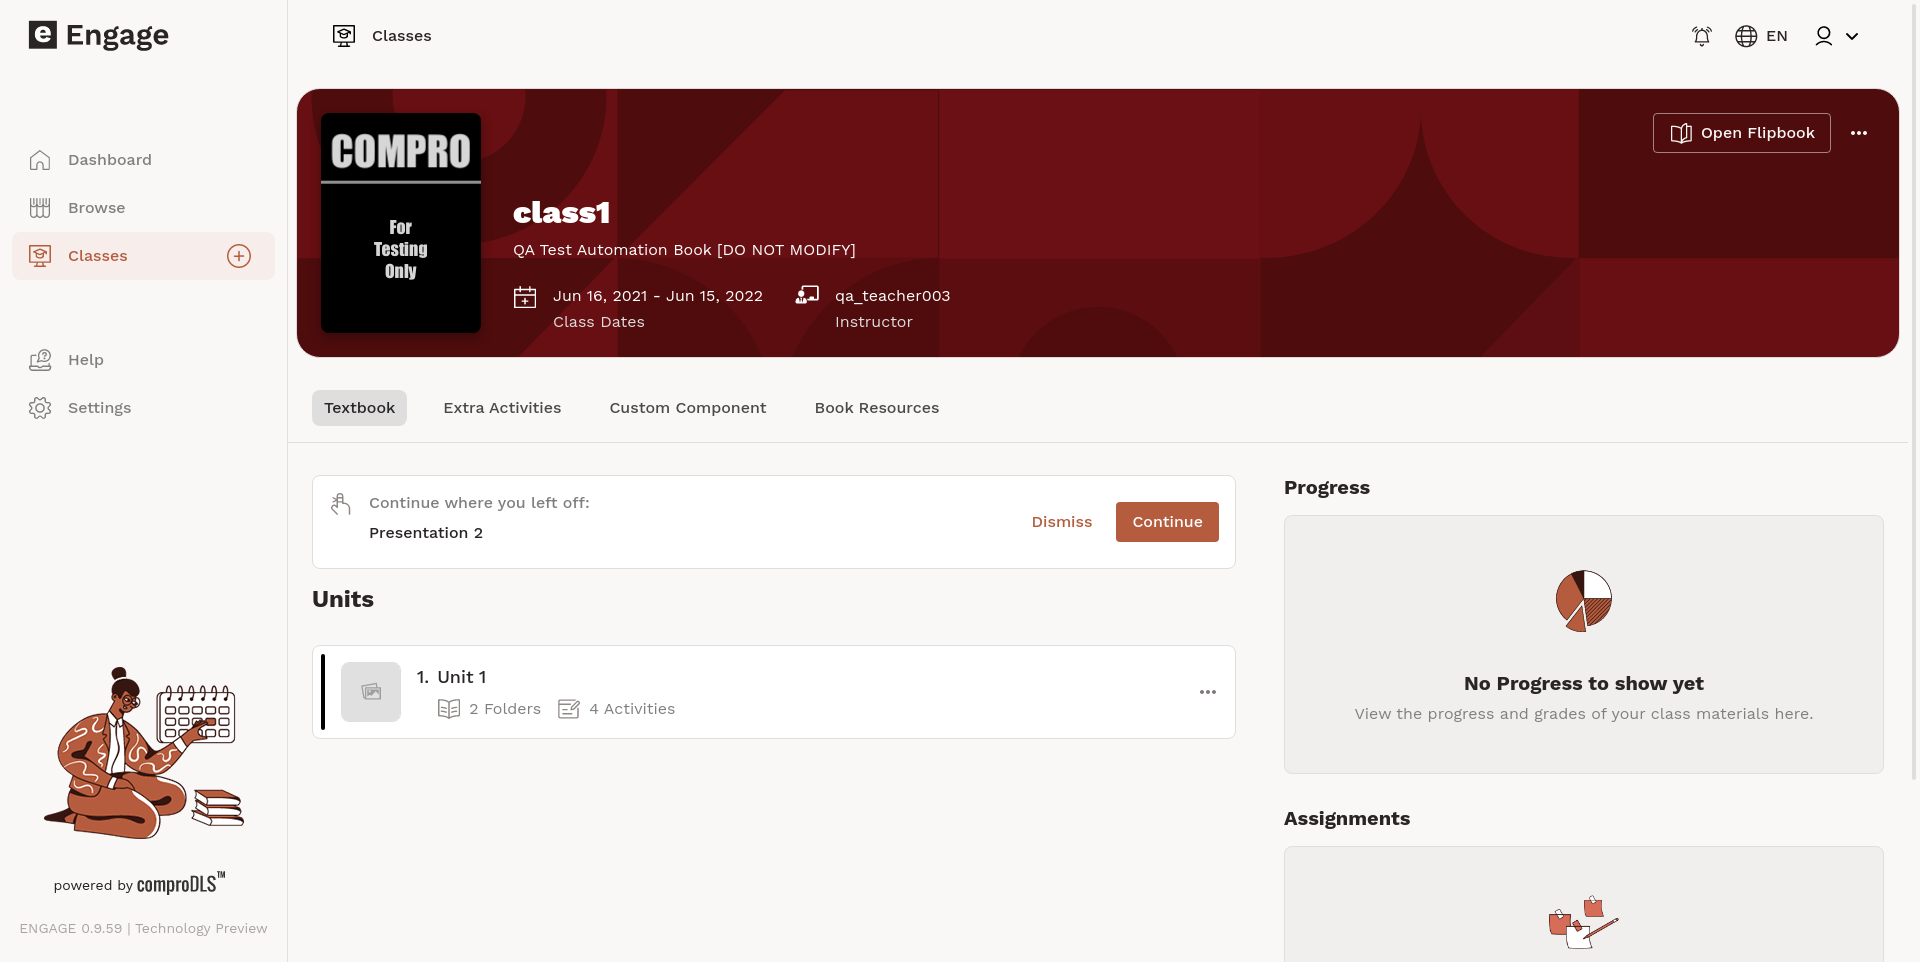 e Engage
Classes
EN
Dashboard
Browse
Classes
Help
Settings
powered by comproDLS™
ENGAGE 0.9.59 | Technology Preview
COMPRO
For
Testing
Only
Open Flipbook
class1
QA Test Automation Book [DO NOT MODIFY]
Jun 16, 2021 - Jun 15, 2022
Class Dates
qa_teacher003
Instructor
Textbook
Extra Activities
Custom Component
Book Resources
Continue where you left off:
Presentation 2
Dismiss
Continue
Units
1. Unit 1
2 Folders
4 Activities
Progress
No Progress to show yet
View the progress and grades of your class materials here.
Assignments